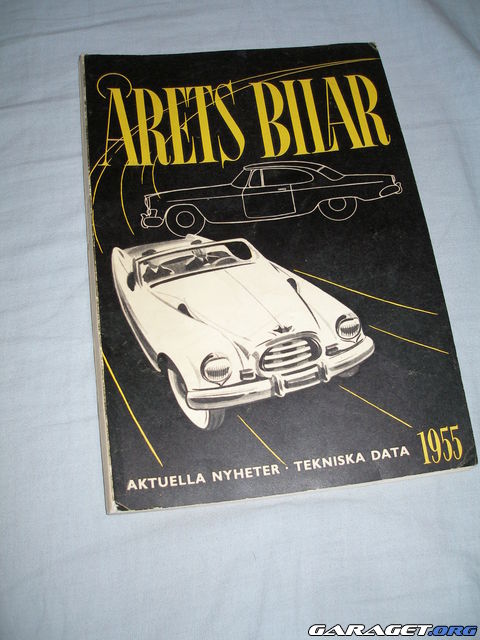 ÅRETS BILAR
AKTUELLA NYHETER · TEKNISKA DATA 1955
GARAGET.ORG